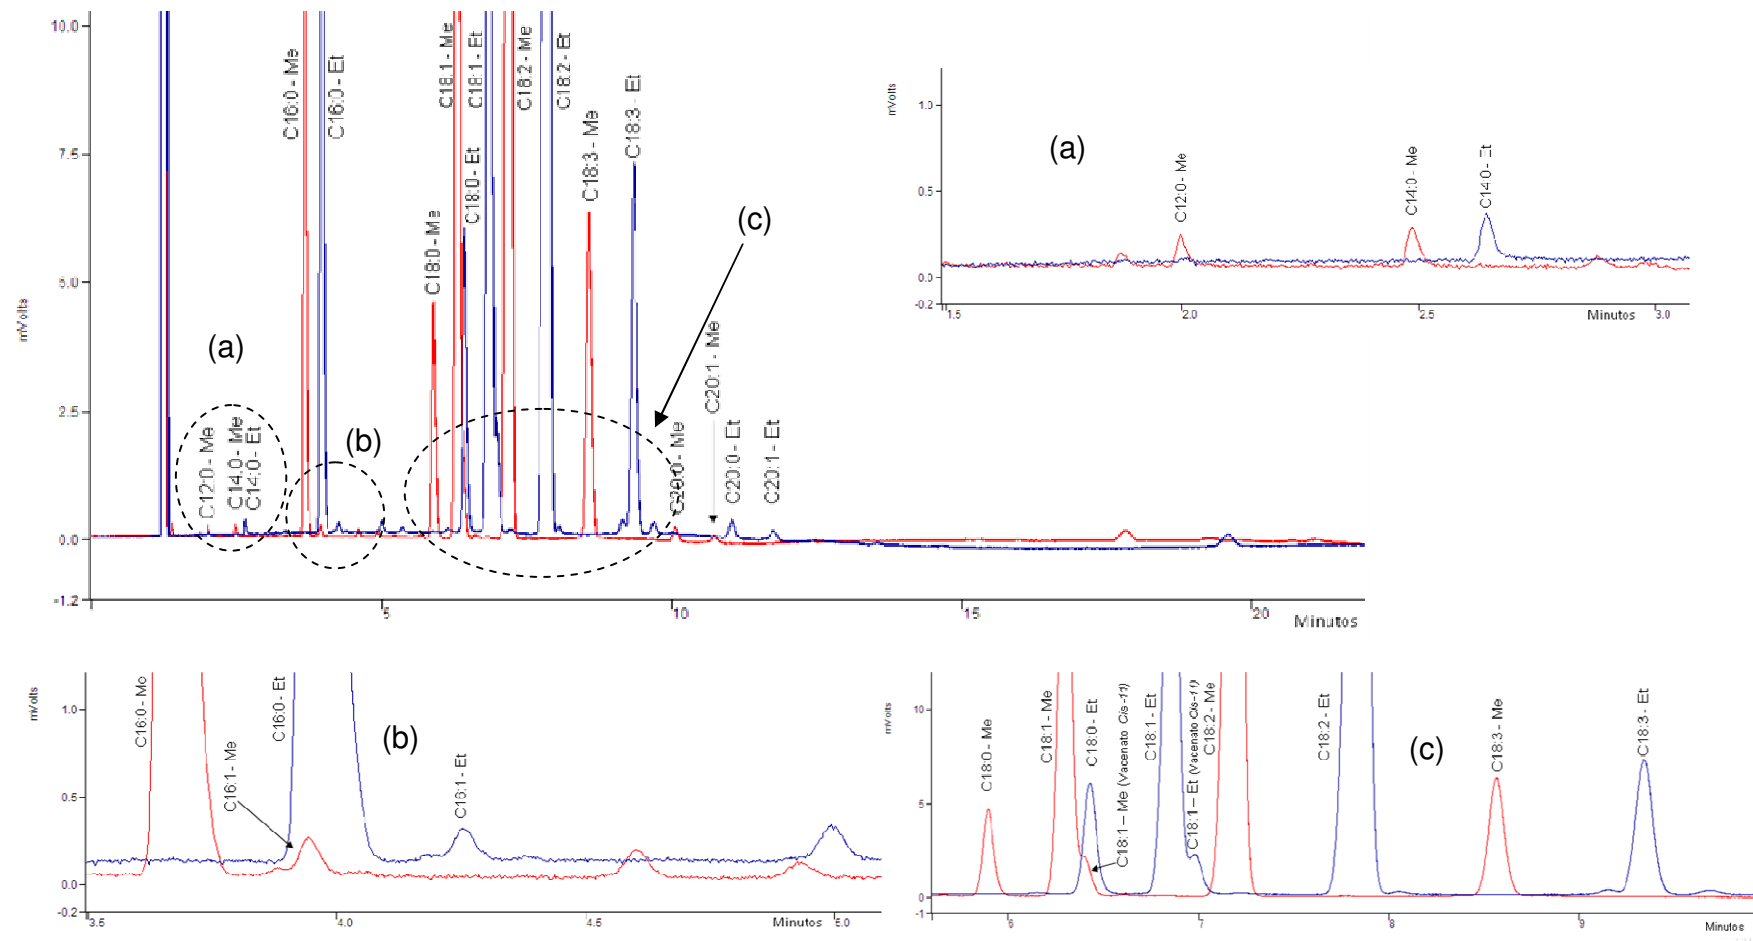 10.0
7.5
5.0
2.5
0.0
-1.2
mVolts
5
10
15
20
Minutos
C12:0 - Me
C14:0 - Me
C14:0 - Et
C16:0 - Me
C16:0 - Et
C18:0 - Me
C18:1 - Me
C18:0 - Et
C18:1 - Et
C18:2 - Me
C18:2 - Et
C18:3 - Me
C18:3 - Et
C20:0 - Me
C20:1 - Me
C20:0 - Et
C20:1 - Et
(a)
(b)
(c)
mVolts
1.0
0.5
0.0
-0.2
1.5
2.0
2.5
3.0
Minutos
(a)
C12:0 - Me
C14:0 - Me
C14:0 - Et
mVolts
1.0
0.5
0.0
-0.2
3.5
4.0
4.5
5.0
Minutos
C16:0 - Me
C16:1 - Me
C16:0 - Et
C16:1 - Et
(b)
mVolts
10
5
0
-1
6
7
8
9
Minutos
C18:0 - Me
C18:1 - Me
C18:0 - Et
C18:1 – Me (Vacenato Cis -11)
C18:1 - Et
C18:1 – Et (Vacenato Cis -11)
C18:2 - Me
C18:2 - Et
(c)
C18:3 - Me
C18:3 - Et